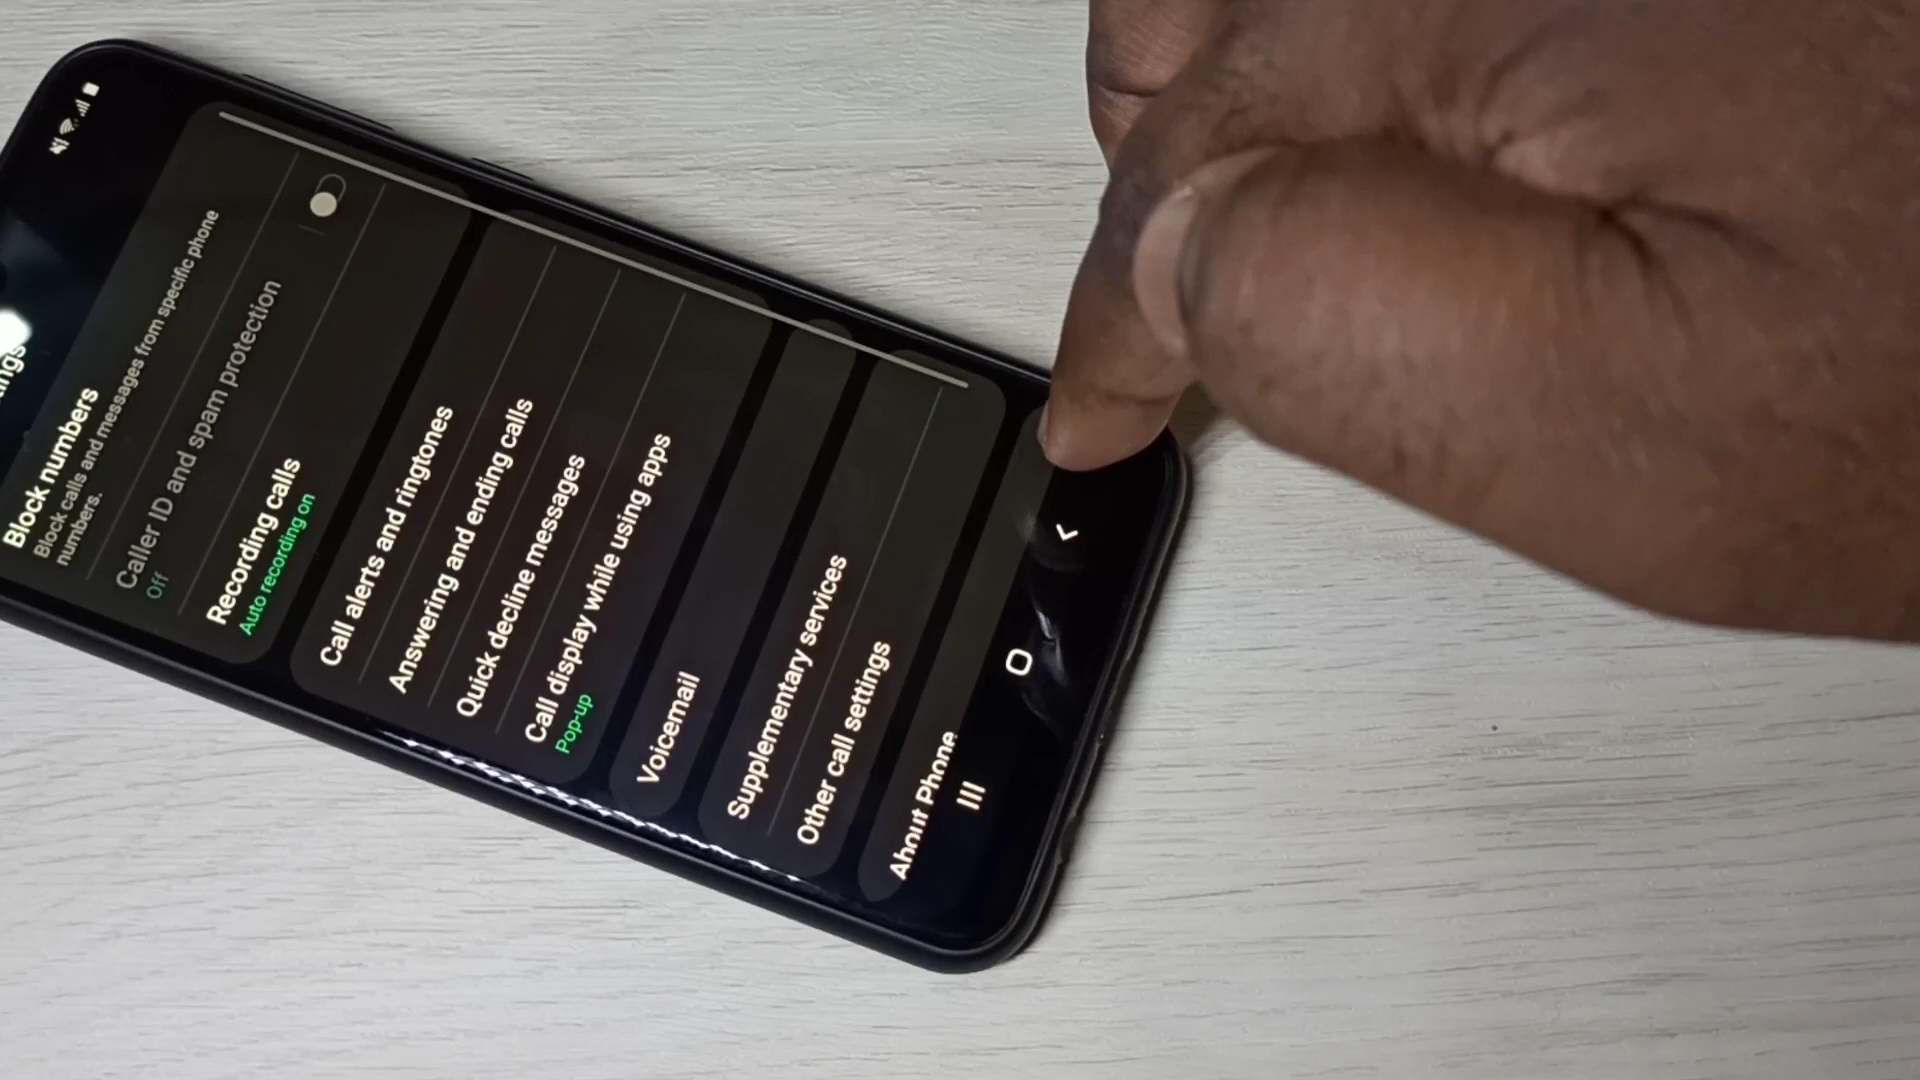 Block numbers
Block calls and messages from specific phone
numbers.
Caller ID and spam protection
Off
Recording calls
Auto recording on
Call alerts and ringtones
Answering and ending calls
Quick decline messages
Call display while using apps
Pop-up
Voicemail
Supplementary services
Other call settings
About Phone